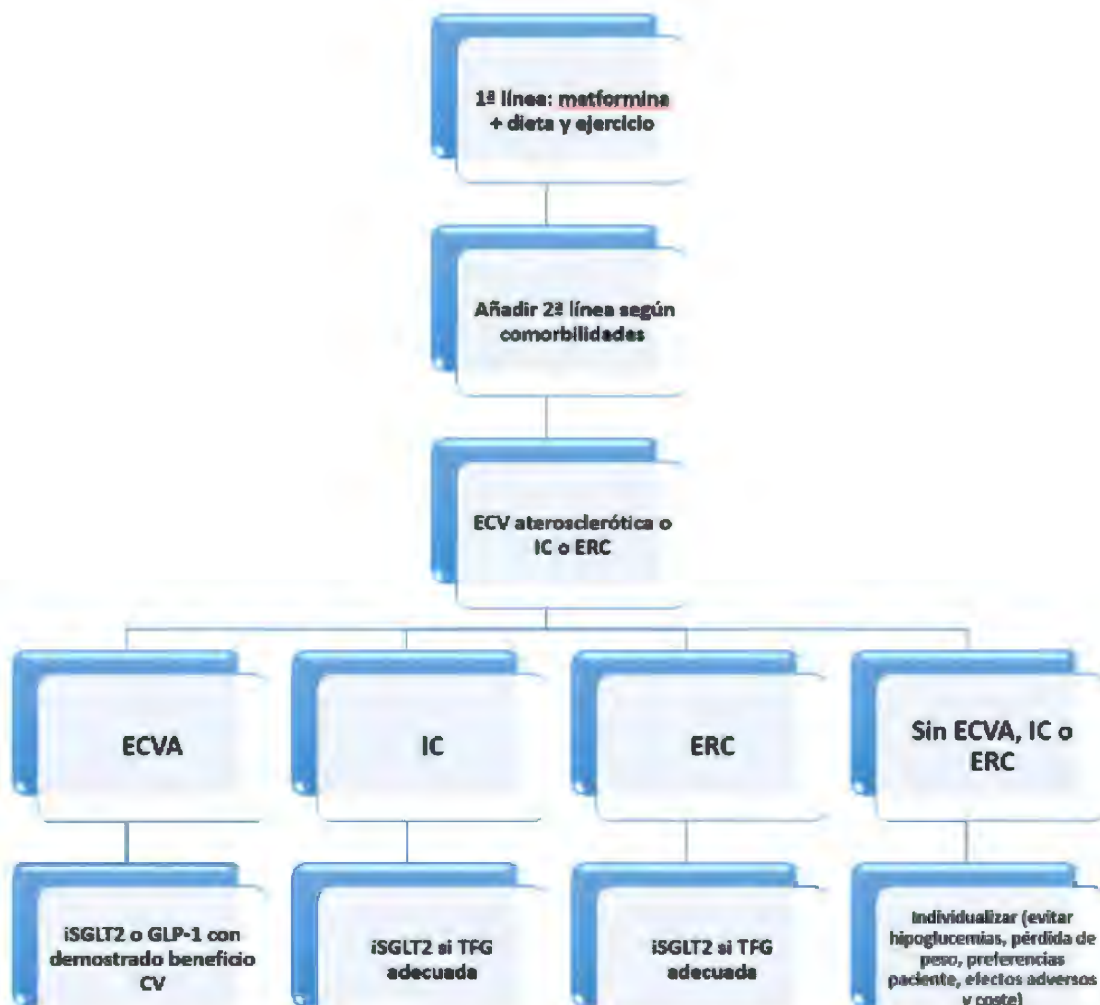 1ª línea: metformina
+ dieta y ejercicio
Añadir 2ª línea según
comorbilidades
ECV aterosclerótica o
IC o ERC
ECVA
IC
ERC
Sin ECVA, IC o
ERC
iSGLT2 o GLP-1 con
demostrado beneficio
CV
iSGLT2 si TFG
adecuada
iSGLT2 si TFG
adecuada
Individualizar (evitar
hipoglucemias, pérdida de
peso, preferencias
paciente, efectos adversos
y coste)